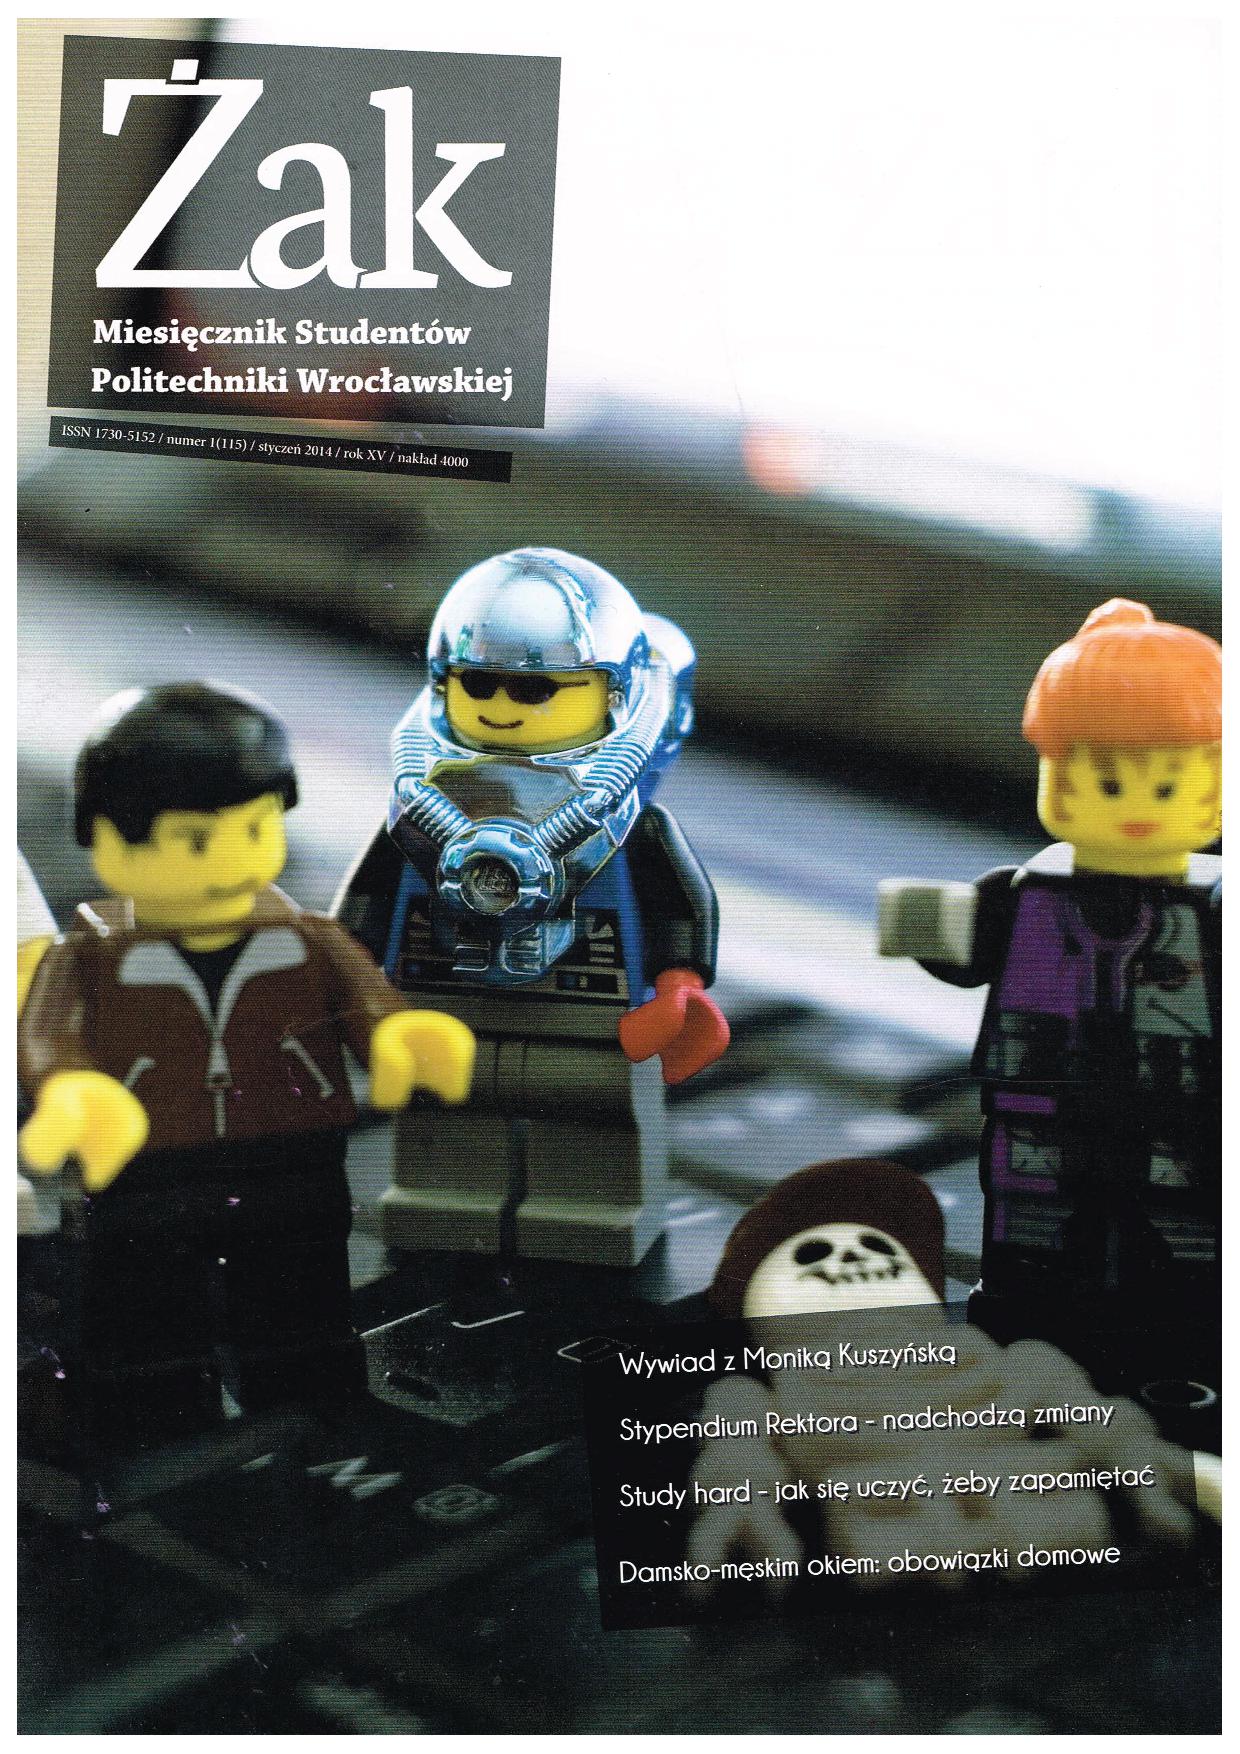 Żak
Miesięcznik Studentów
Politechniki Wrocławskiej
ISSN 1730-5152 / numer 1(115) / styczeń 2014 / rok XV / nakład 4000
Wywiad z Moniką Kuszyńską
Stypendium Rektora - nadchodzą zmiany
Study hard - jak się uczyć, żeby zapamiętać
Damsko-męskim okiem: obowiązki domowe